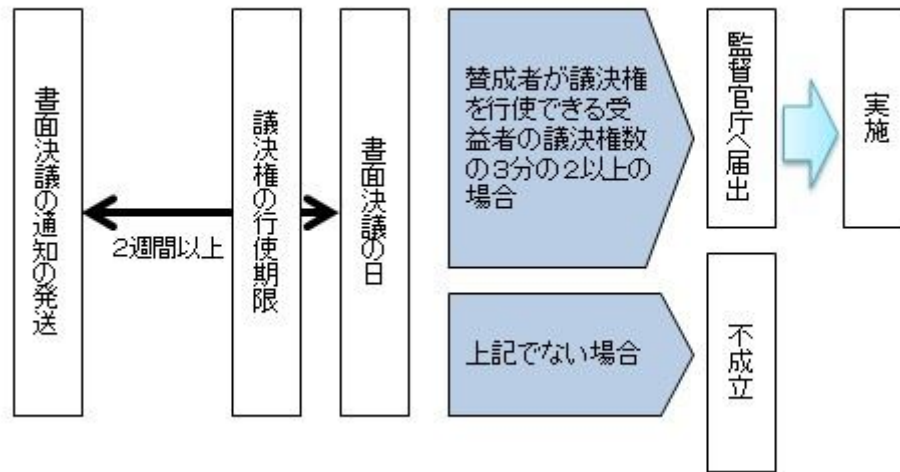 書面決議の通知の発送
2週間以上
議決権の行使期限
書面決議の日
賛成者が議決権
を行使できる受
益者の議決権数
の3分の2以上の
場合
監督官庁へ届出
実施
上記でない場合
不成立